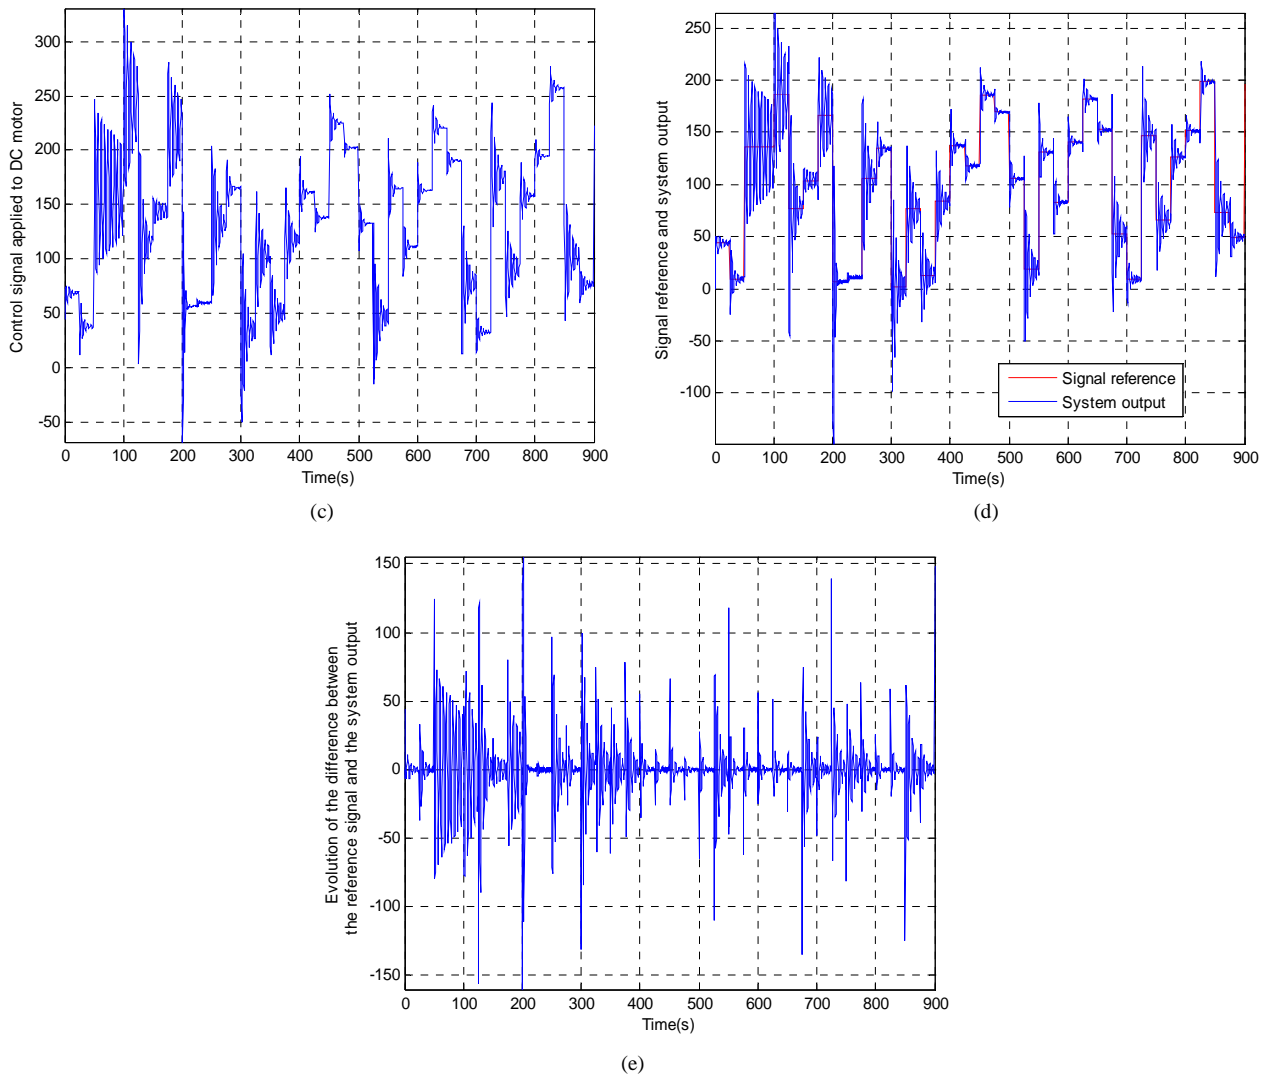 Control signal applied to DC motor
300
250
200
150
100
50
0
-50
0 100 200 300 400 500 600 700 800 900
Time(s)
(c)
Signal reference and system output
250
200
150
100
50
0
-50
-100
Signal reference
System output
0 100 200 300 400 500 600 700 800 900
Time(s)
(d)
Evolution of the difference between
the reference signal and the system output
150
100
50
0
-50
-100
-150
0 100 200 300 400 500 600 700 800 900
Time(s)
(e)